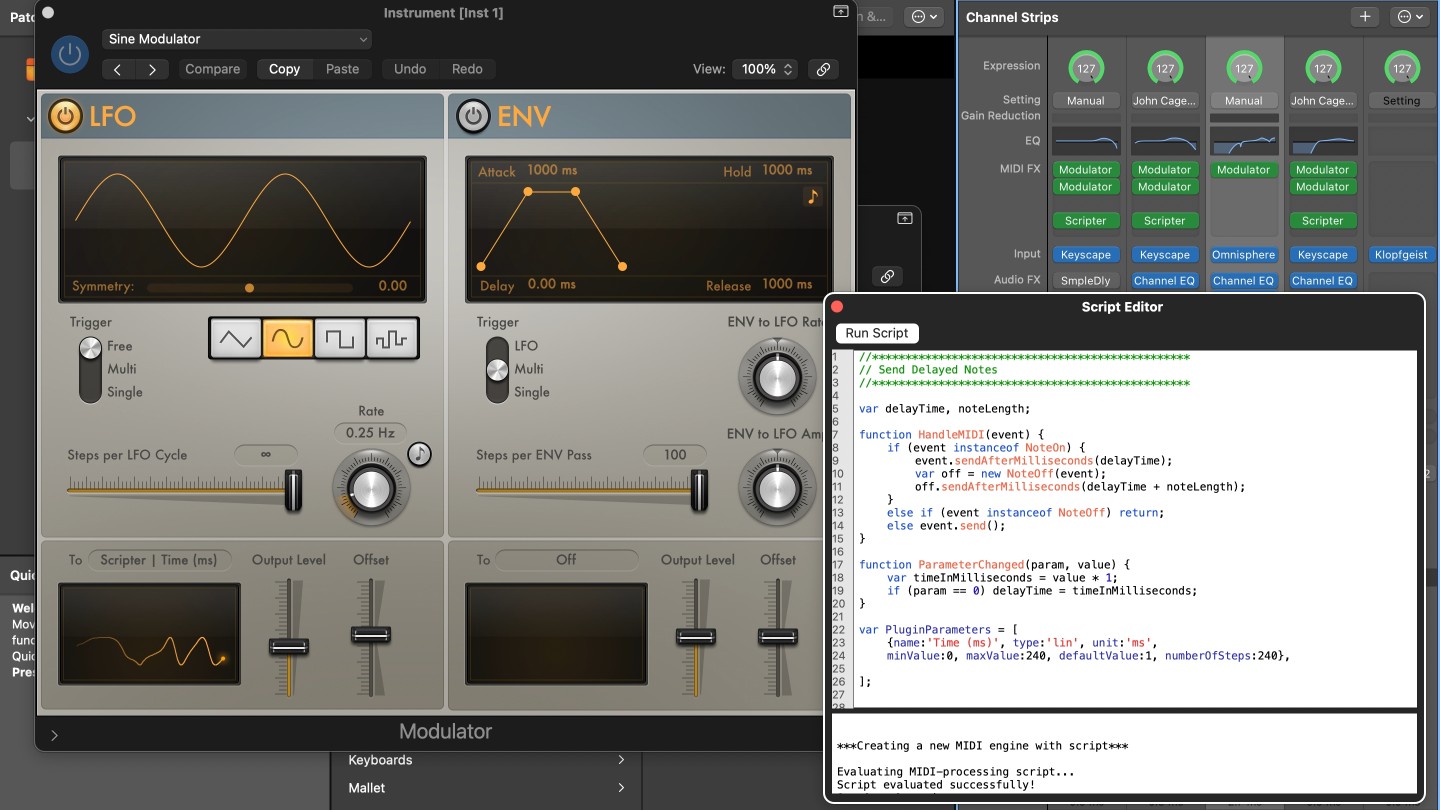 Patc
Instrument [Inst 1]
n &...
Channel Strips
Sine Modulator
Compare
Copy
Paste
Undo
Redo
View:
100%
Expression
127
127
127
127
127
Setting
Manual
John Cage...
Manual
John Cage...
Setting
Gain Reduction
EQ
MIDI FX
Modulator
Modulator
Modulator
Modulator
Modulator
Modulator
Modulator
Scripter
Scripter
Scripter
Input
Keyscape
Keyscape
Omnisphere
Keyscape
Klopfgeist
Audio FX
SmpleDly
Channel EQ
Channel EQ
Channel EQ
LFO
ENV
Attack 1000 ms
Hold 1000 ms
Symmetry:
0.00
Delay 0.00 ms
Release 1000 ms
Trigger
Free
Multi
Single
Rate
0.25 Hz
Steps per LFO Cycle
∞
Trigger
LFO
Multi
Single
ENV to LFO Rate
ENV to LFO Amp
Steps per ENV Pass
100
To
Scripter | Time (ms)
Output Level
Offset
To
Off
Output Level
Offset
Modulator
Quic
Wel
Mov
func
Quic
Pres
Keyboards
Mallet
2
Script Editor
Run Script
1 //***************************************************
2 // Send Delayed Notes
3 //***************************************************
4
5 var delayTime, noteLength;
6
7 function HandleMIDI(event) {
8 if (event instanceof NoteOn) {
9 event.sendAfterMilliseconds(delayTime);
10 var off = new NoteOff(event);
11 off.sendAfterMilliseconds(delayTime + noteLength);
12 }
13 else if (event instanceof NoteOff) return;
14 else event.send();
15 }
16
17 function ParameterChanged(param, value) {
18 var timeInMilliseconds = value * 1;
19 if (param == 0) delayTime = timeInMilliseconds;
20 }
21
22 var PluginParameters = [
23 {name:'Time (ms)', type:'lin', unit:'ms',
24 minValue:0, maxValue:240, defaultValue:1, numberOfSteps:240},
25
26 ];
27
28
***Creating a new MIDI engine with script***
Evaluating MIDI-processing script...
Script evaluated successfully!